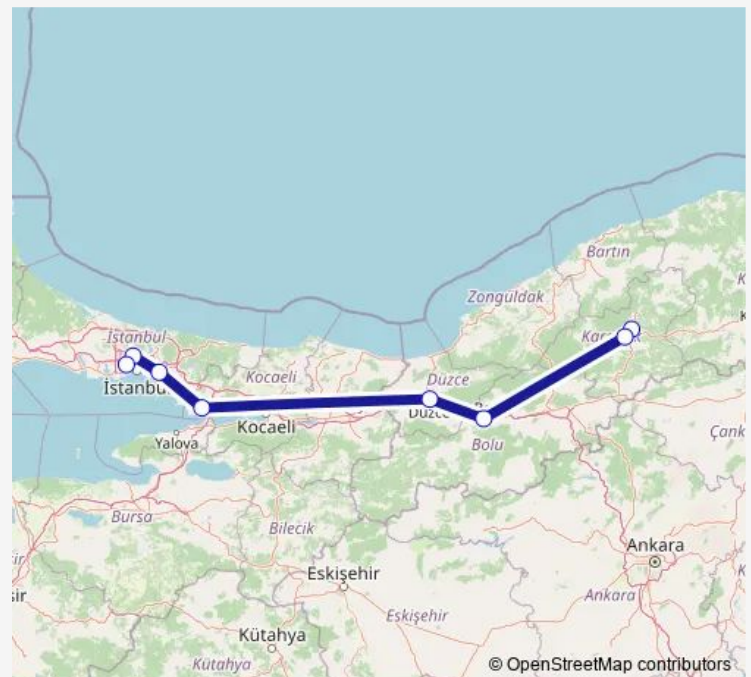 Bartın
Zonguldak
İstanbul
Kocaeli
Düzce
İstanbu
Yalova
Kocaeli
Bolu
Çank
Bursa
Bilecik
Ankara
Eskişehir
Ankara
Eskişehir
Kütahya
Kütahya
© OpenStreetMap contributors